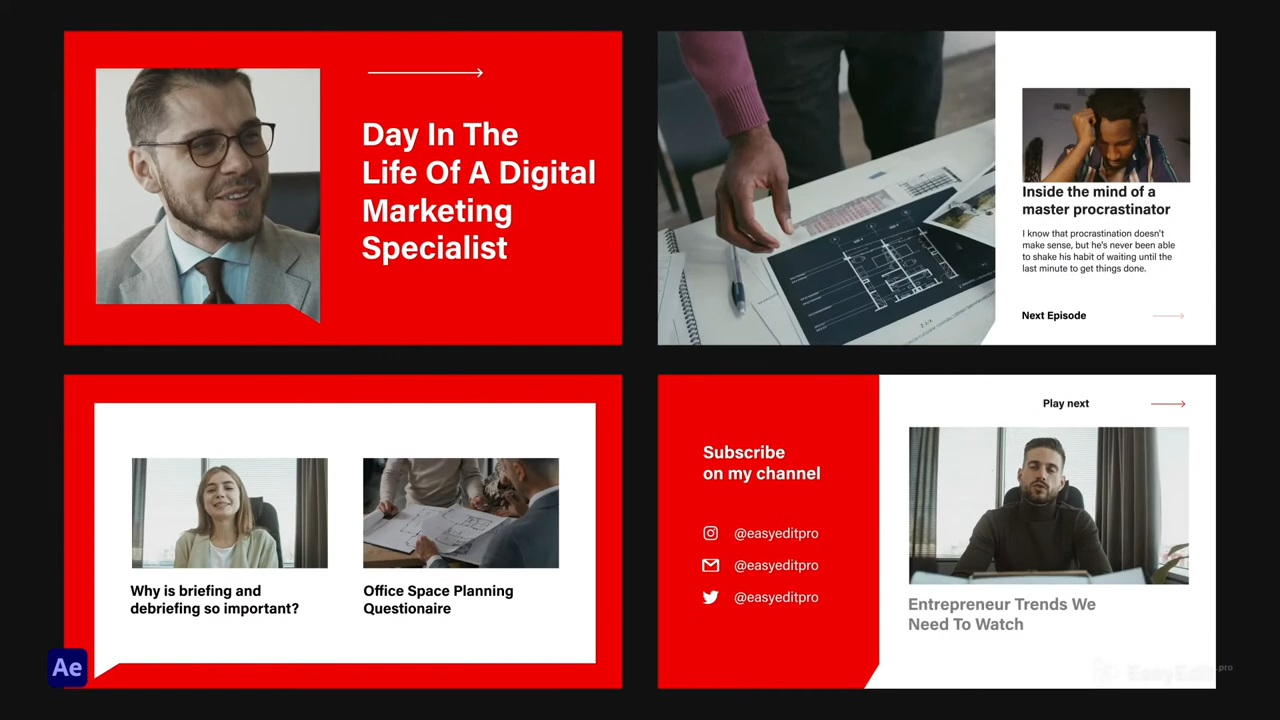 Day In The
Life Of A Digital
Marketing
Specialist
Inside the mind of a
master procrastinator
I know that procrastination doesn't
make sense, but he's never been able
to shake his habit of waiting until the
last minute to get things done.
Next Episode
Why is briefing and
debriefing so important?
Office Space Planning
Questionaire
Subscribe
on my channel
@easyeditpro
@easyeditpro
@easyeditpro
Play next
Entrepreneur Trends We
Need To Watch
Ae
EasyEdit.pro